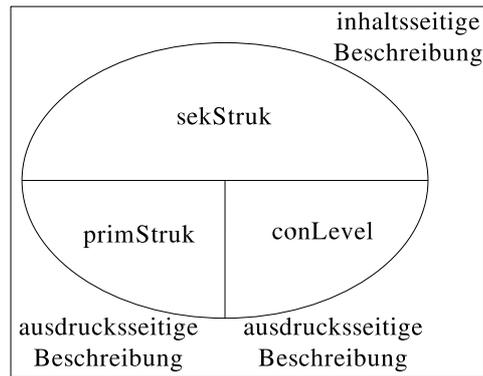 inhaltsseitige
Beschreibung
sekStruk
primStruk
conLevel
ausdrucksseitige
Beschreibung
ausdrucksseitige
Beschreibung